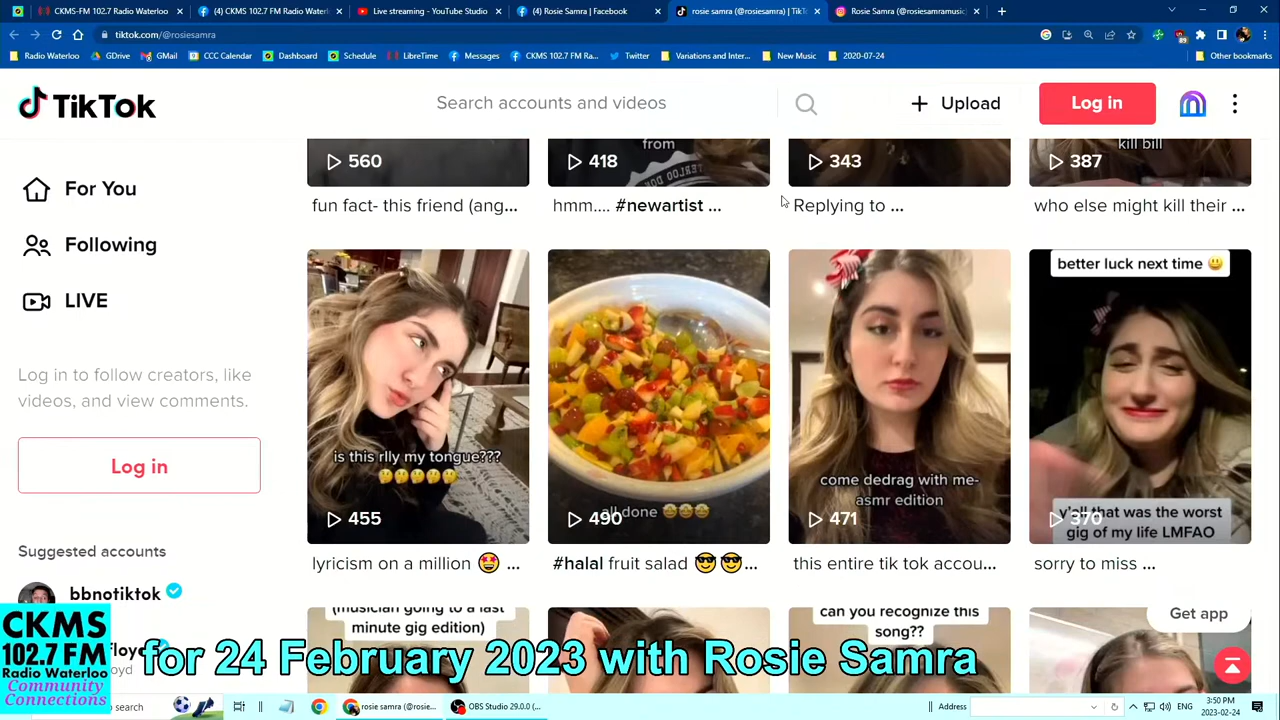 CKMS-FM 102.7 Radio Waterloo
(4) CKMS 102.7 FM Radio Water
Live streaming - YouTube Studio
(4) Rosie Samra | Facebook
rosie samra (@rosiesamra) | TikT
Rosie Samra (@rosiesamramusic
tiktok.com/@rosiesamra
Radio Waterloo
GDrive
GMail
CCC Calendar
Dashboard
Schedule
LibreTime
Messages
CKMS 102.7 FM Ra...
Twitter
Variations and Inter...
New Music
2020-07-24
Other bookmarks
TikTok
Search accounts and videos
Upload
Log in
For You
Following
LIVE
Log in to follow creators, like
videos, and view comments.
Log in
Suggested accounts
bbnotiktok
560
from
418
343
kill bill
387
fun fact- this friend (ang...
hmm.... #newartist ...
Replying to ...
who else might kill their ...
is this rlly my tongue???
🤔🤔🤔🤔🤔
455
all done 🤩🤩🤩
490
come dedrag with me-
asmr edition
471
better luck next time 😃
y'all that was the worst
gig of my life LMFAO
370
lyricism on a million 🤩 ...
#halal fruit salad 😎😎...
this entire tik tok accou...
sorry to miss ...
(musician going to a last
minute gig edition)
can you recognize this
song??
Get app
CKMS
102.7 FM
Radio Waterloo
Community
Connections
for 24 February 2023 with Rosie Samra
search
rosie samra (@rosie...
OBS Studio 29.0.0 (...
Address
ENG
3:50 PM
2023-02-24